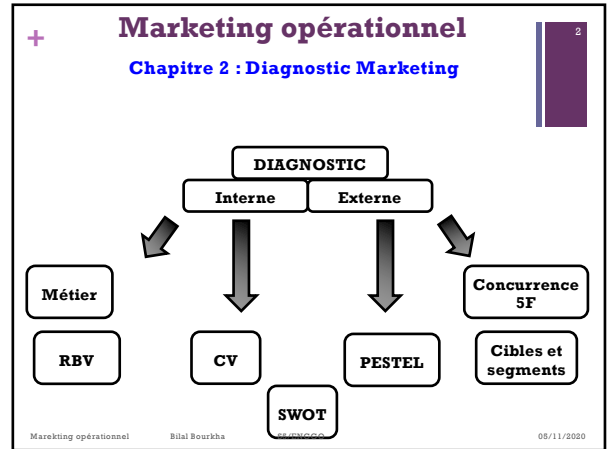 + Marketing opérationnel
2
Chapitre 2 : Diagnostic Marketing
DIAGNOSTIC
Interne Externe
Métier
Concurrence
5F
RBV
CV
PESTEL
Cibles et
segments
SWOT
Marekting opérationnel Bilal Bourkha 05/11/2020